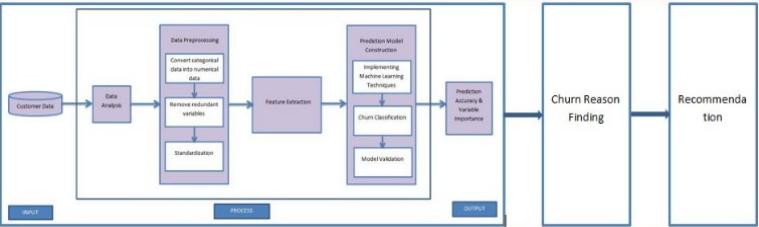 Customer Data
Data
Analysis
Data Preprocessing
Convert categorical
data into numerical
data
Remove redundant
variables
Standardization
Feature Extraction
Prediction Model
Construction
Implementing
Machine Learning
Techniques
Churn Classification
Model Validation
Prediction
Accuracy &
Variable
Importance
Churn Reason
Finding
Recommenda
tion
INPUT
PROCESS
OUTPUT